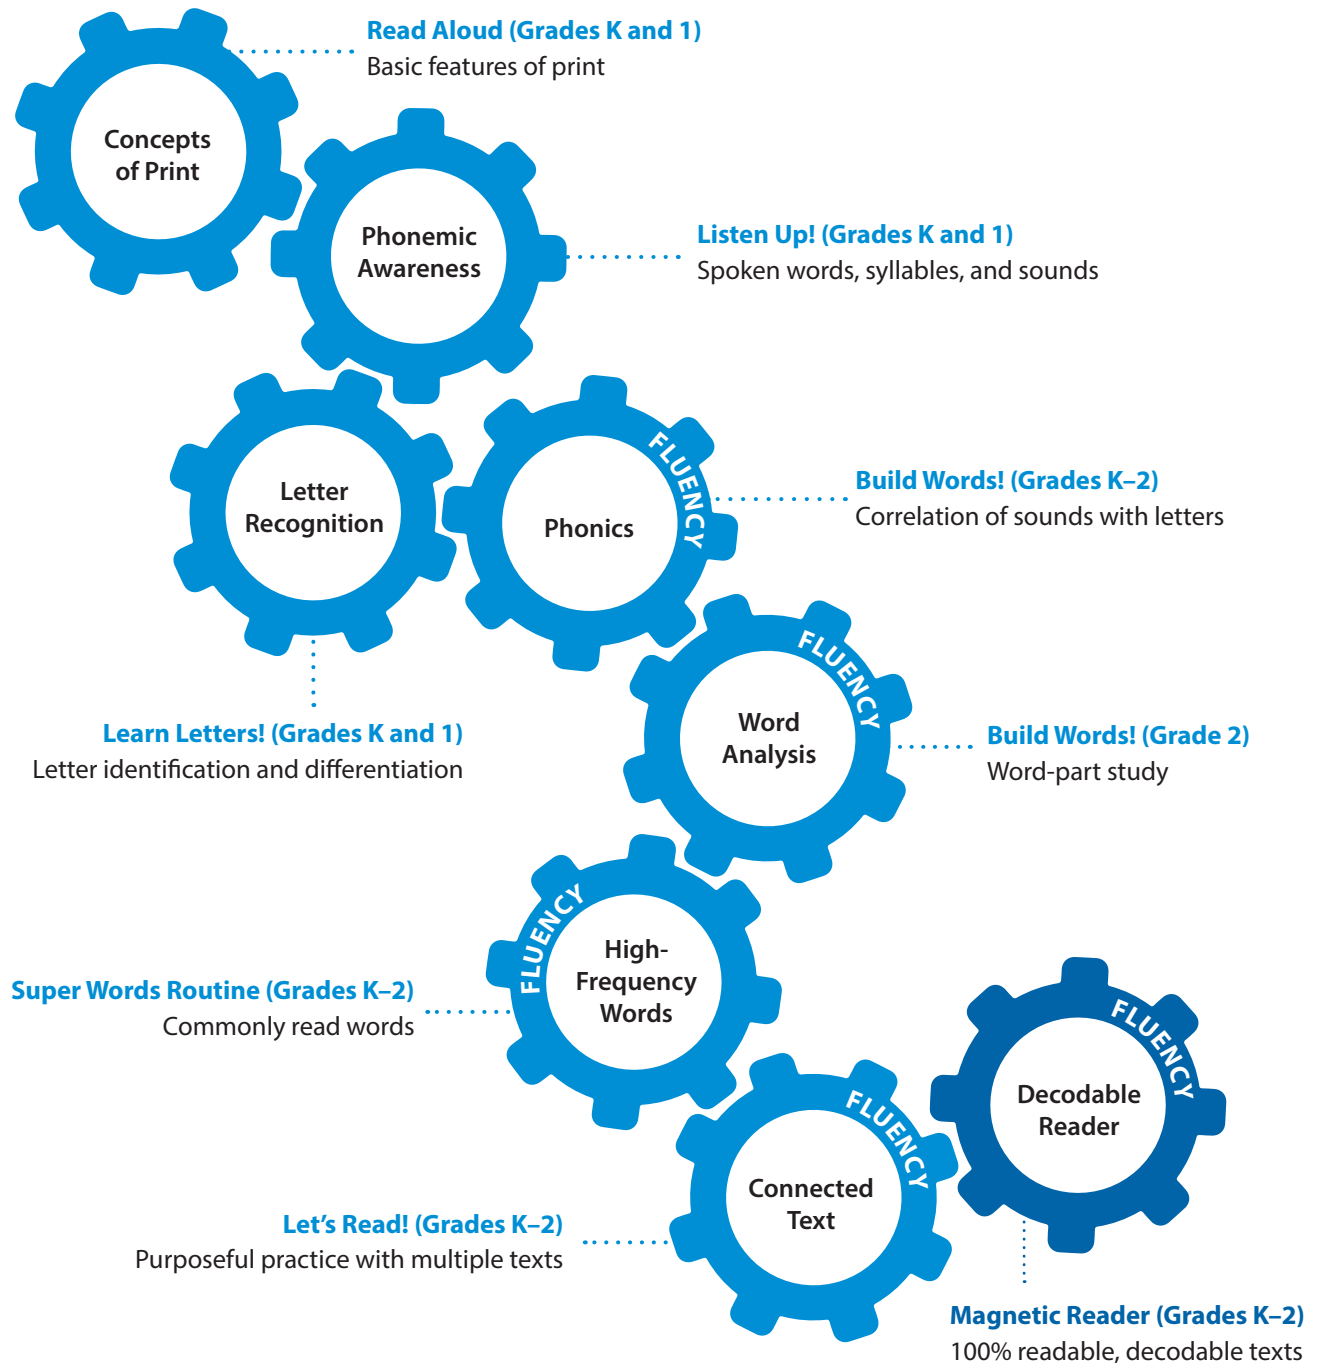 Read Aloud (Grades K and 1)
Basic features of print
Concepts
of Print
Phonemic
Awareness
Listen Up! (Grades K and 1)
Spoken words, syllables, and sounds
Letter
Recognition
Phonics
FLUENCY
Build Words! (Grades K–2)
Correlation of sounds with letters
Learn Letters! (Grades K and 1)
Letter identification and differentiation
Word
Analysis
FLUENCY
Build Words! (Grade 2)
Word-part study
FLUENCY
High-
Frequency
Words
Super Words Routine (Grades K–2)
Commonly read words
Connected
Text
FLUENCY
Let's Read! (Grades K–2)
Purposeful practice with multiple texts
Decodable
Reader
FLUENCY
Magnetic Reader (Grades K–2)
100% readable, decodable texts